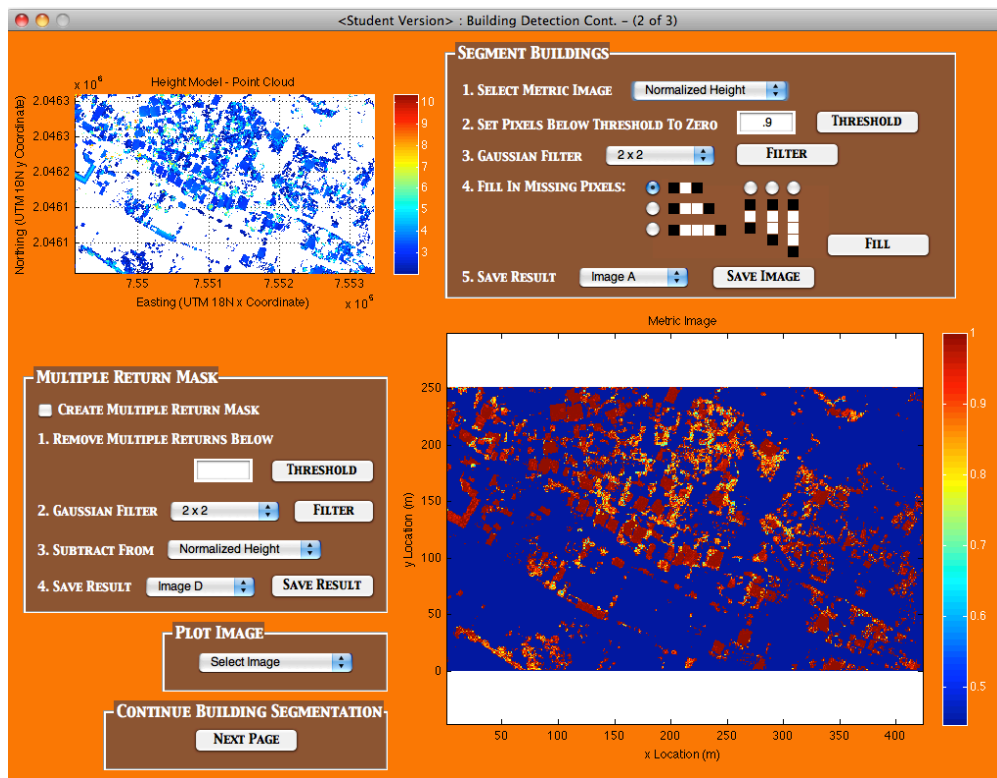 <Student Version> : Building Detection Cont. – (2 of 3)
Height Model - Point Cloud
x 10^6
2.0463
2.0463
2.0462
2.0461
2.0461
Northing (UTM 18N y Coordinate)
7.55
7.551
7.552
7.553
x 10^6
Easting (UTM 18N x Coordinate)
10
9
8
7
6
5
4
3
SEGMENT BUILDINGS
1. SELECT METRIC IMAGE Normalized Height
2. SET PIXELS BELOW THRESHOLD TO ZERO .9 THRESHOLD
3. GAUSSIAN FILTER 2 x 2 FILTER
4. FILL IN MISSING PIXELS:
FILL
5. SAVE RESULT Image A SAVE IMAGE
MULTIPLE RETURN MASK
CREATE MULTIPLE RETURN MASK
1. REMOVE MULTIPLE RETURNS BELOW
THRESHOLD
2. GAUSSIAN FILTER 2 x 2 FILTER
3. SUBTRACT FROM Normalized Height
4. SAVE RESULT Image D SAVE RESULT
PLOT IMAGE
Select Image
CONTINUE BUILDING SEGMENTATION
NEXT PAGE
Metric Image
250
200
150
100
50
0
y Location (m)
50
100
150
200
250
300
350
400
x Location (m)
1
0.9
0.8
0.7
0.6
0.5